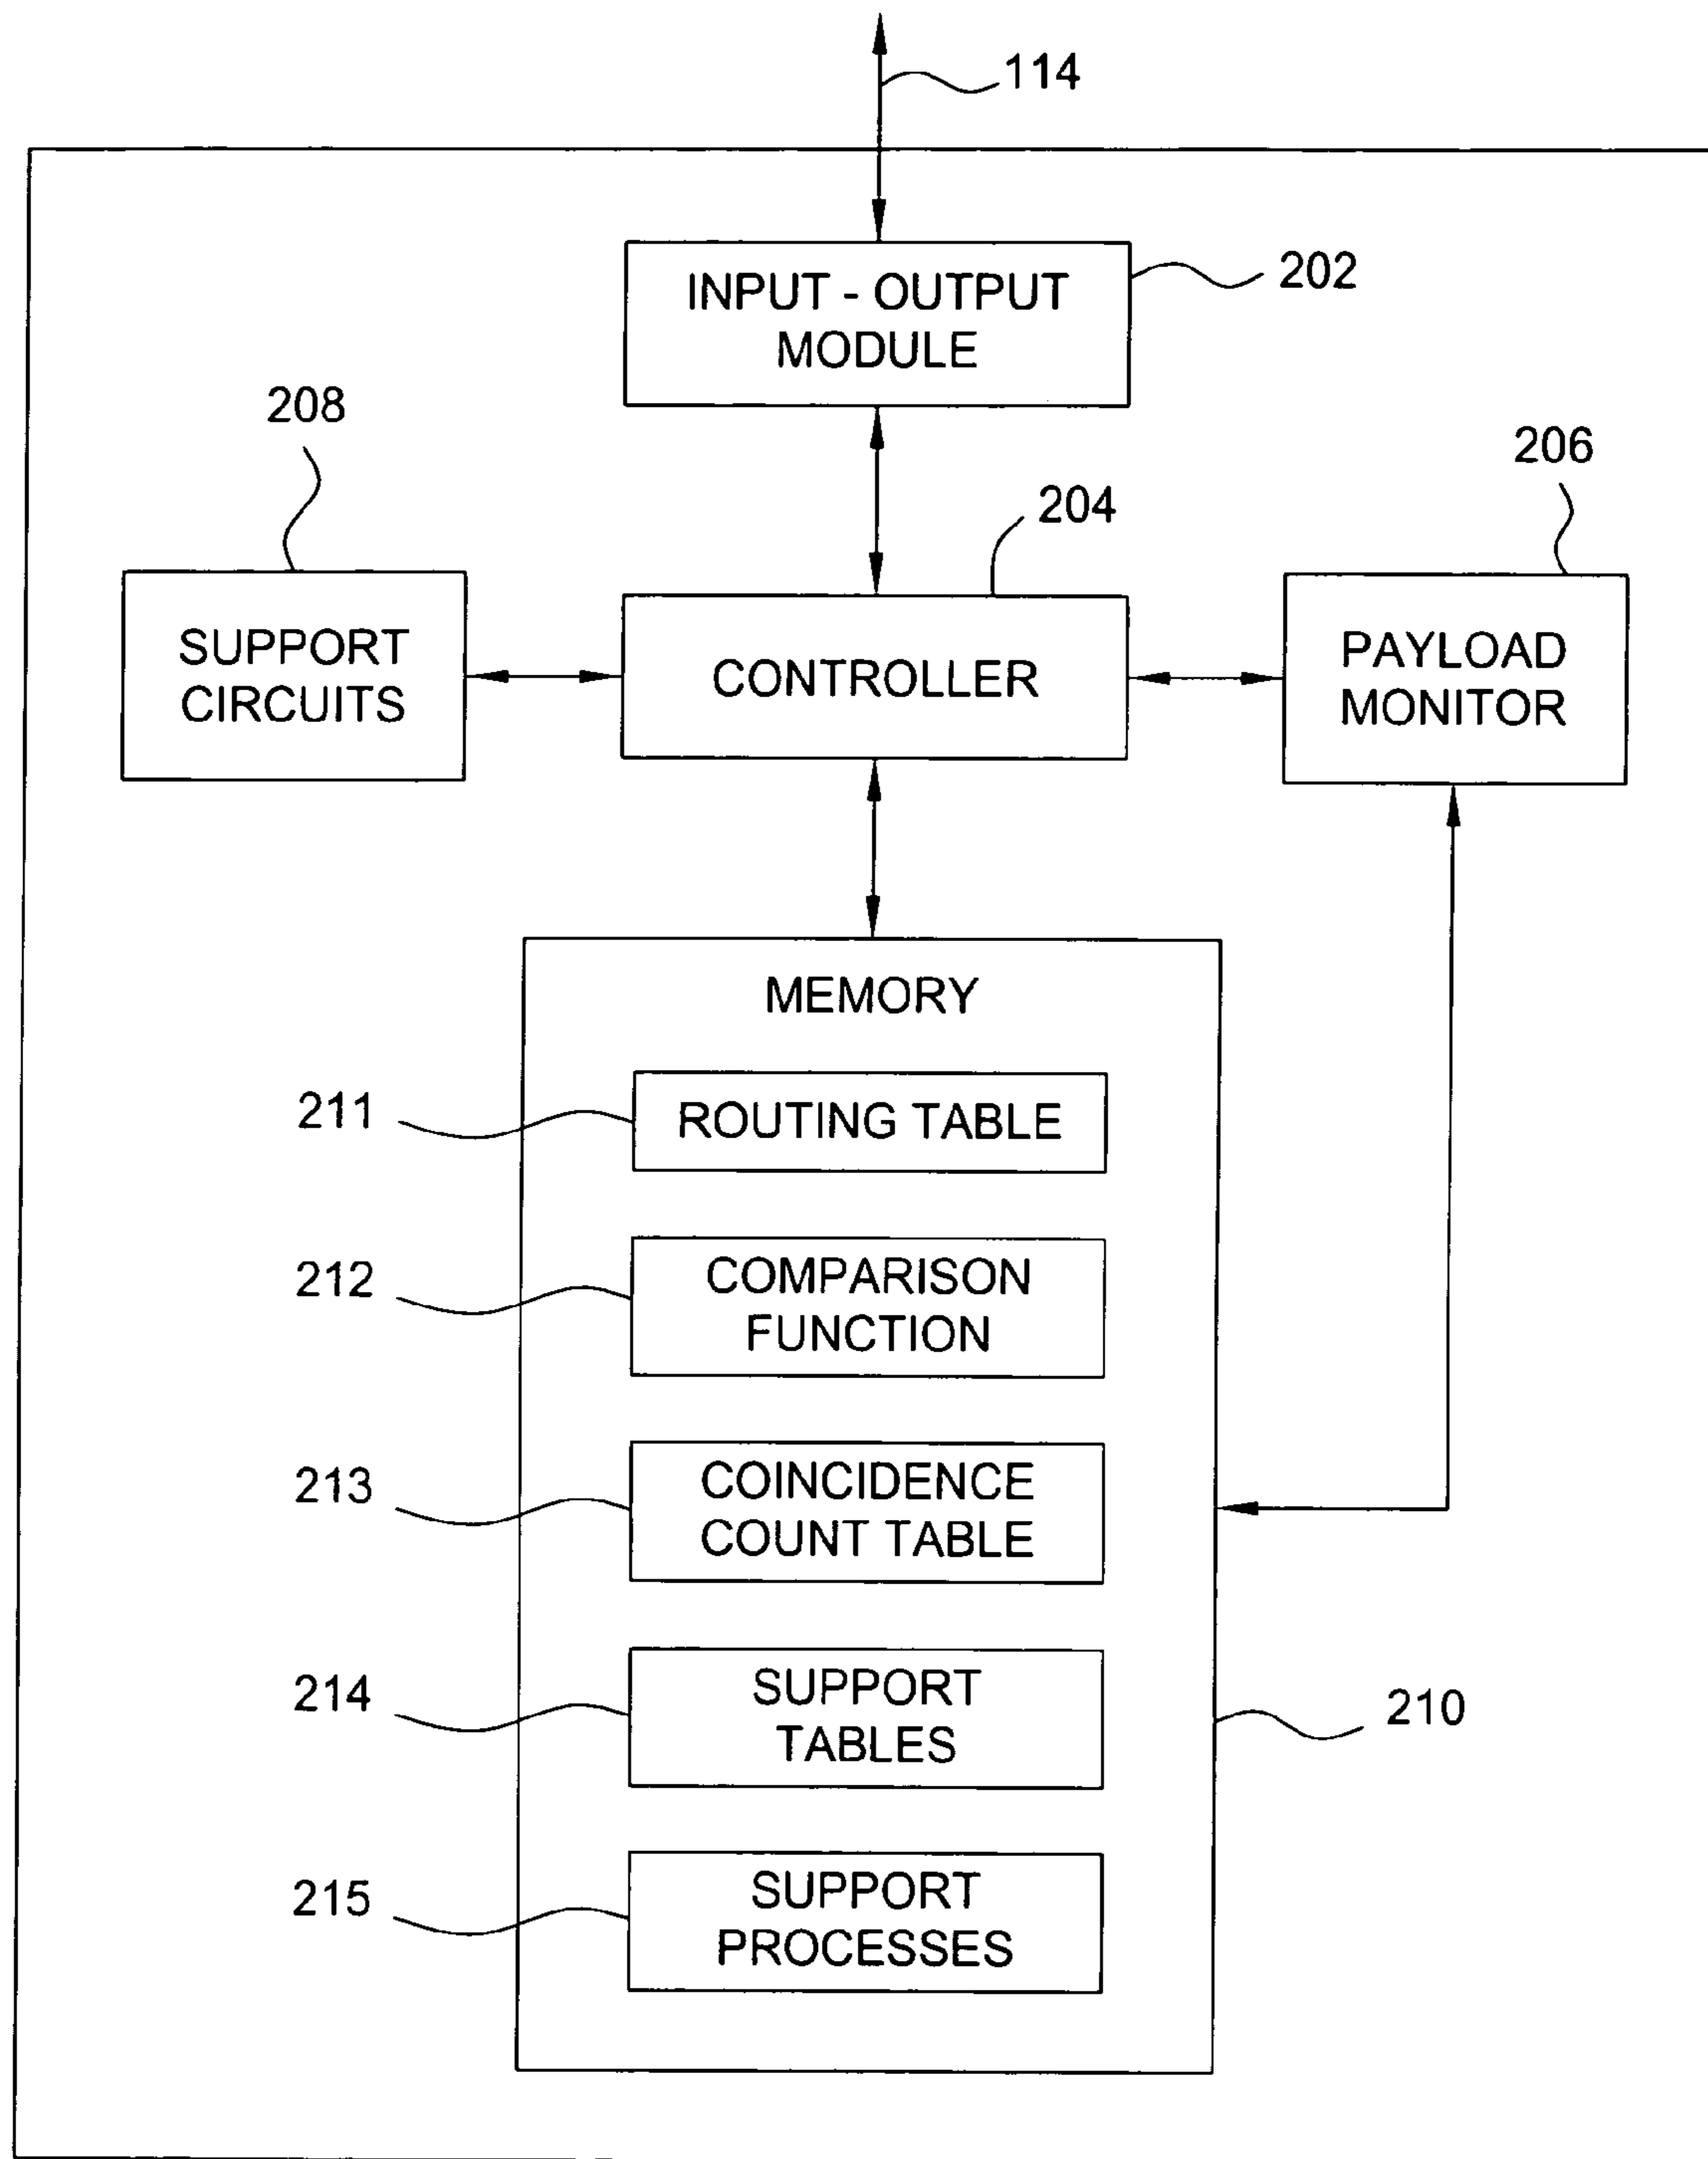 114
INPUT - OUTPUT
MODULE
202
208
206
204
SUPPORT
CIRCUITS
CONTROLLER
PAYLOAD
MONITOR
MEMORY
211
ROUTING TABLE
212
COMPARISON
FUNCTION
213
COINCIDENCE
COUNT TABLE
214
SUPPORT
TABLES
210
215
SUPPORT
PROCESSES